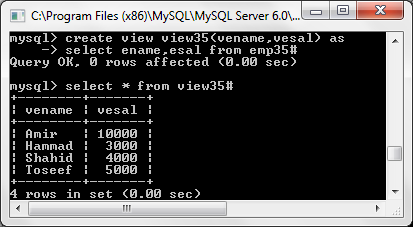 C:\Program Files (x86)\MySQL\MySQL Server 6.0\...
mysql> create view view35(vename,vesal) as
    -> select ename,esal from emp35#
Query OK, 0 rows affected (0.00 sec)
mysql> select * from view35#
+---------+-------+
| vename  | vesal |
+---------+-------+
| Amir    | 10000 |
| Hammad  |  3000 |
| Shahid  |  4000 |
| Toseef  |  5000 |
+---------+-------+
4 rows in set (0.00 sec)